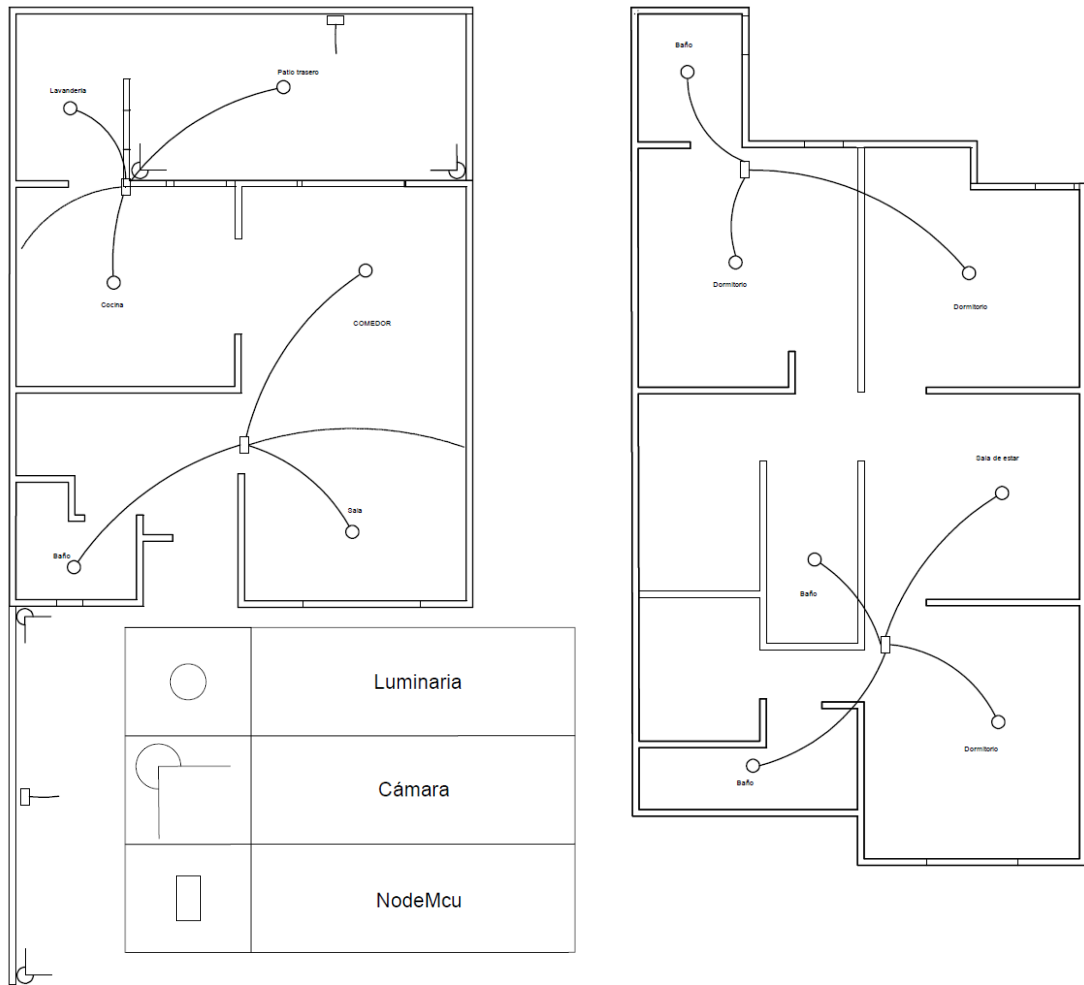 Patio trasero
Lavandería
Cocina
COMEDOR
Sala
Baño
Luminaria
Cámara
NodeMcu
Baño
Dormitorio
Dormitorio
Sala de estar
Baño
Dormitorio
Baño